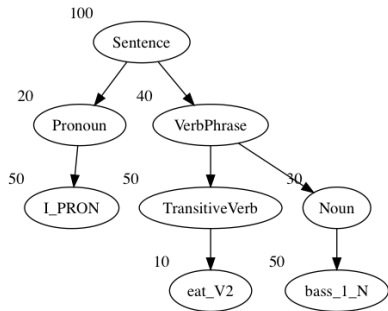 100
Sentence
20 40
Pronoun VerbPhrase
50 50 30
I_PRON TransitiveVerb Noun
10 50
eat_V2 bass_1_N